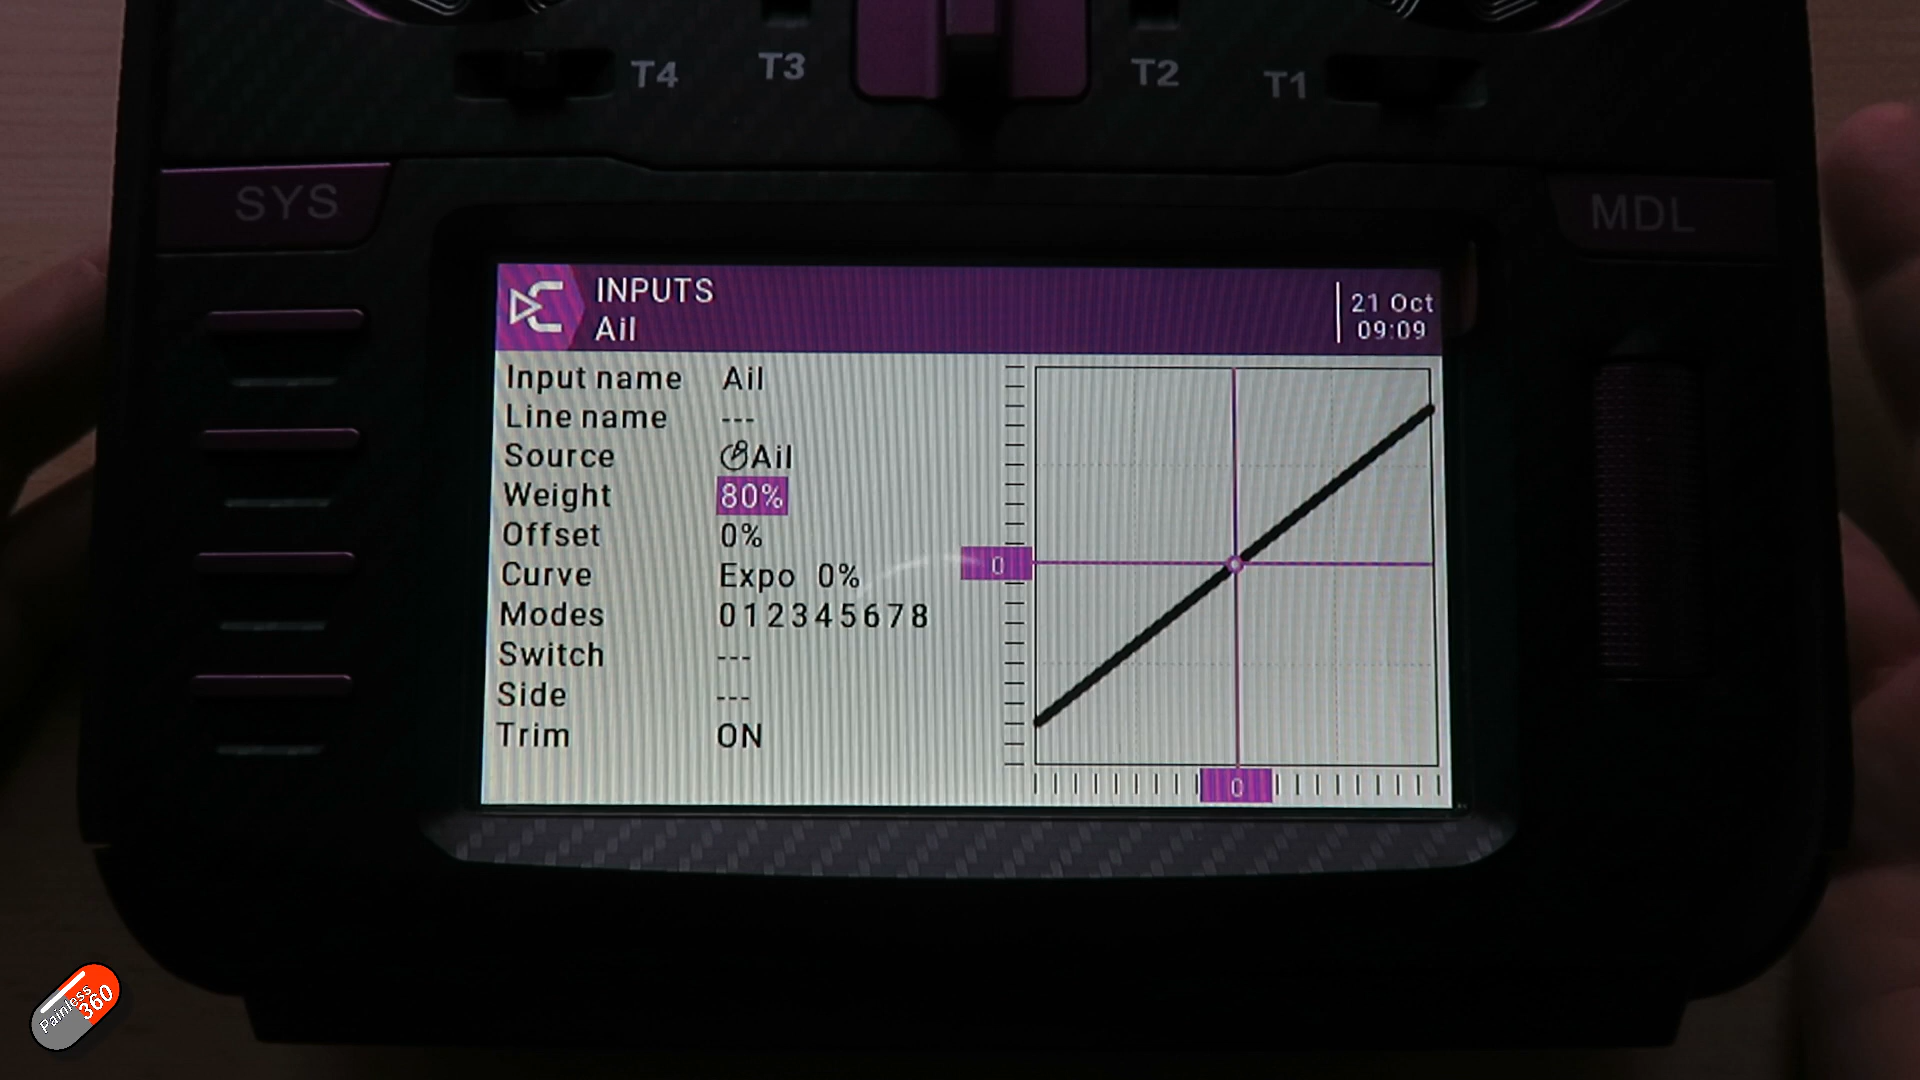 T4 T3 T2 T1
SYS MDL
INPUTS
Ail
21 Oct
09:09
Input name Ail
Line name ---
Source Ail
Weight 80%
Offset 0%
Curve Expo 0%
Modes 012345678
Switch ---
Side ---
Trim ON
0
0
Painless
360